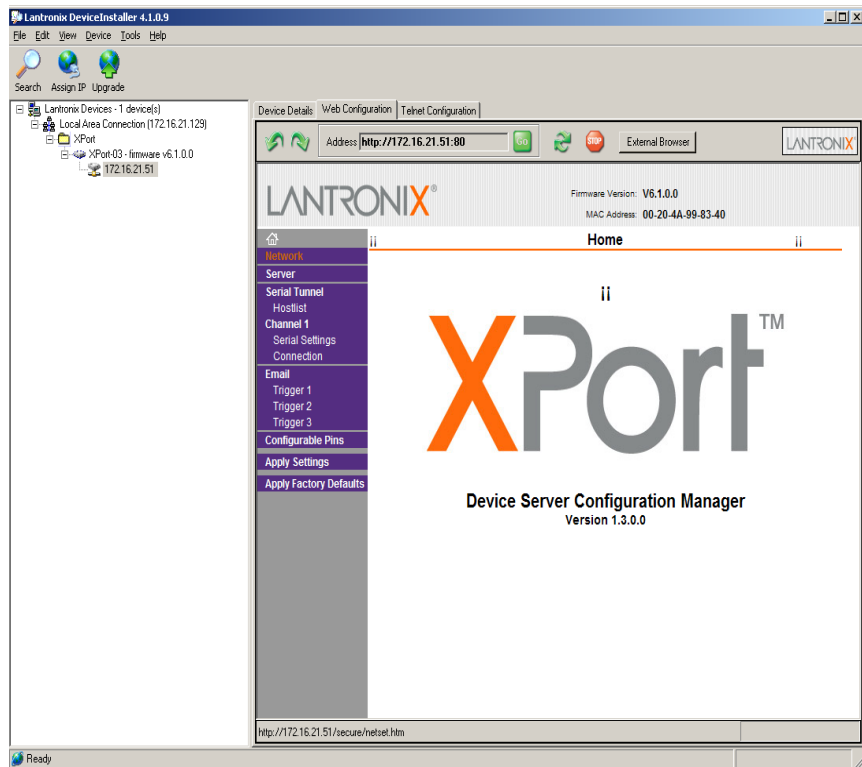 Lantronix DeviceInstaller 4.1.0.9
File Edit View Device Tools Help
Search Assign IP Upgrade
Lantronix Devices - 1 device(s)
Local Area Connection (172.16.21.129)
XPort
XPort-03 - firmware v6.1.0.0
172.16.21.51
Device Details Web Configuration Telnet Configuration
Address http://172.16.21.51:80 Go STOP External Browser LANTRONIX
LANTRONIX®
Firmware Version: V6.1.0.0
MAC Address: 00-20-4A-99-83-40
Network
Server
Serial Tunnel
Hostlist
Channel 1
Serial Settings
Connection
Email
Trigger 1
Trigger 2
Trigger 3
Configurable Pins
Apply Settings
Apply Factory Defaults
¡¡ Home ¡¡
¡¡
XPort™
Device Server Configuration Manager
Version 1.3.0.0
http://172.16.21.51/secure/netset.htm
Ready